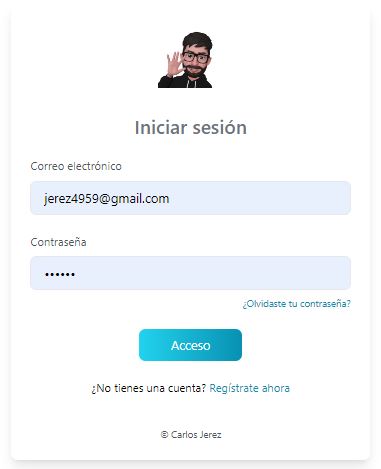 Iniciar sesión
Correo electrónico
jerez4959@gmail.com
Contraseña
••••••
¿Olvidaste tu contraseña?
Acceso
¿No tienes una cuenta? Regístrate ahora
© Carlos Jerez